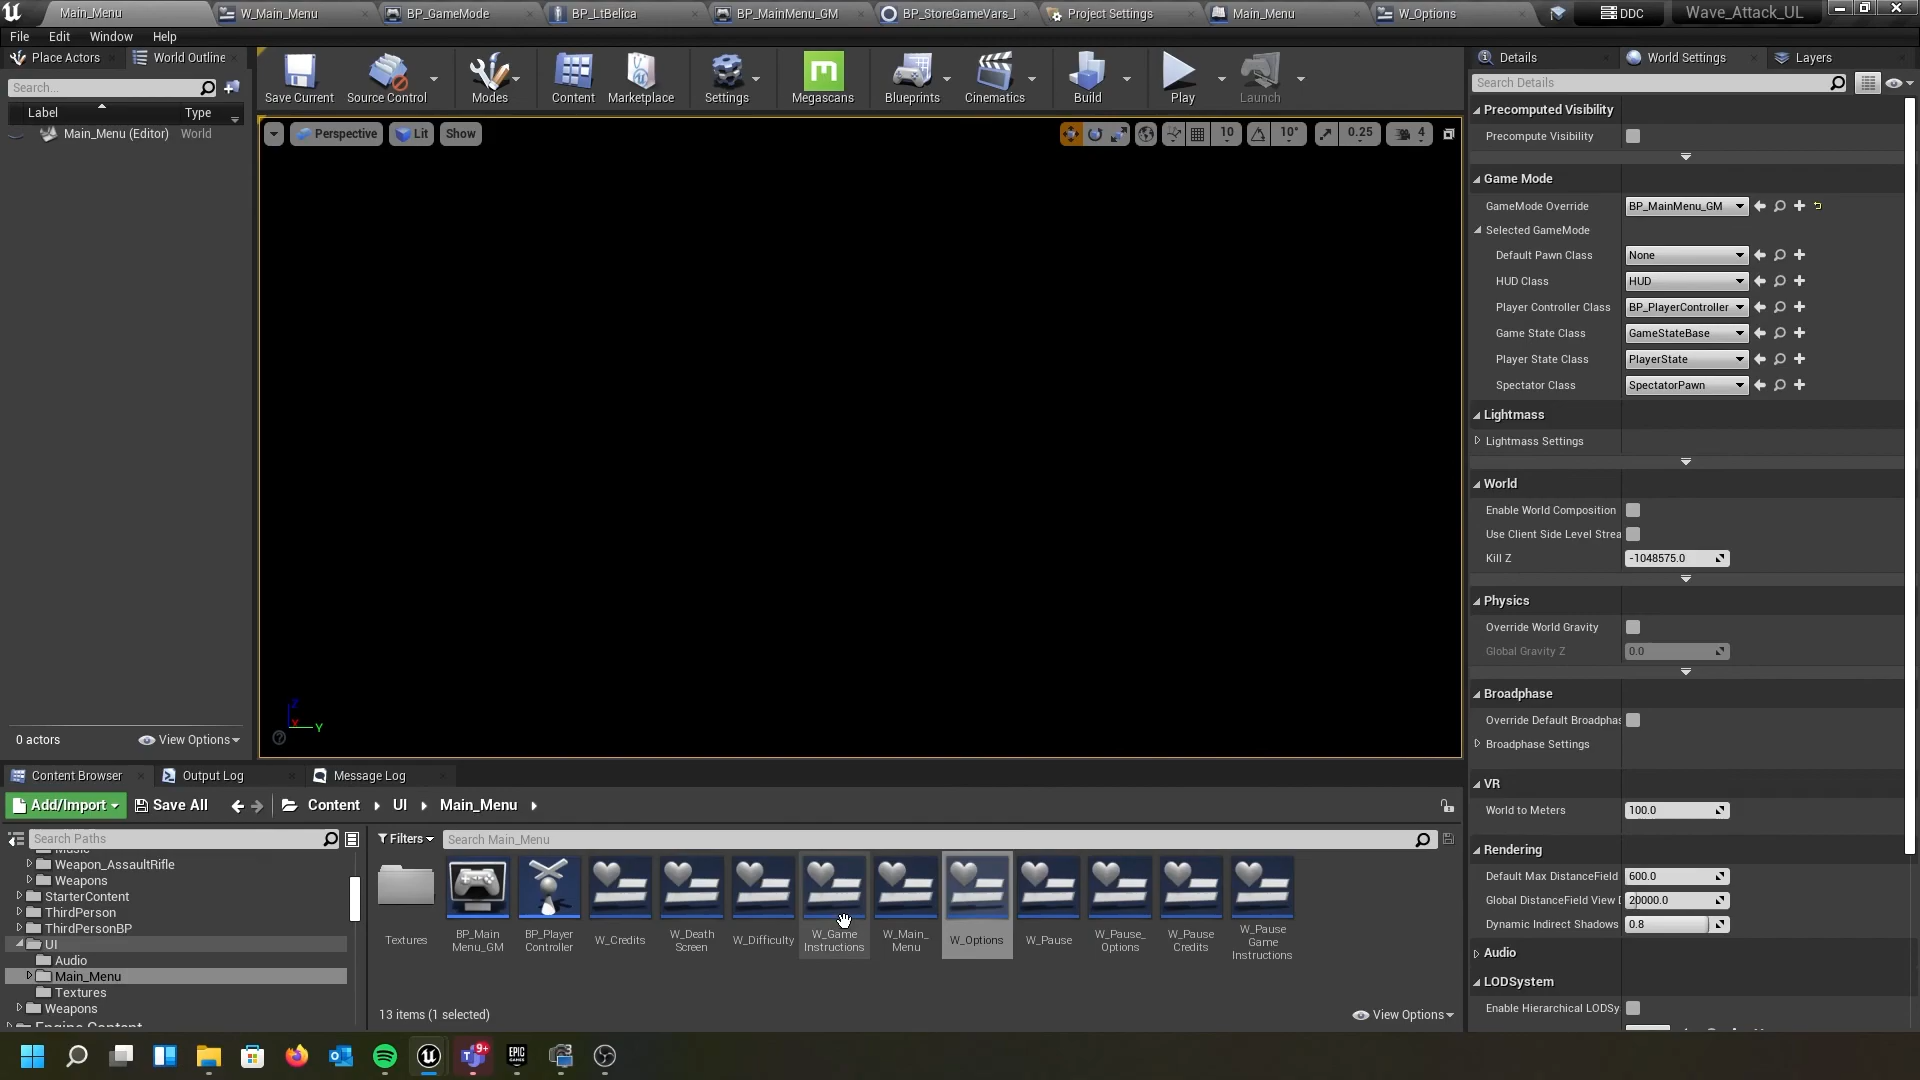 Main_Menu
W_Main_Menu
BP_GameMode
BP_LtBelica
BP_MainMenu_GM
BP_StoreGameVars_I
Project Settings
Main_Menu
W_Options
DDC
Wave_Attack_UL
File Edit Window Help
Place Actors
World Outline
Search...
Label Type
Main_Menu (Editor) World
0 actors
View Options
Save Current
Source Control
Modes
Content
Marketplace
Settings
Megascans
Blueprints
Cinematics
Build
Play
Launch
Perspective Lit Show
10 10° 0.25 4
Z
X Y
Details
World Settings
Layers
Search Details
Precomputed Visibility
Precompute Visibility
Game Mode
GameMode Override BP_MainMenu_GM
Selected GameMode
Default Pawn Class None
HUD Class HUD
Player Controller Class BP_PlayerController
Game State Class GameStateBase
Player State Class PlayerState
Spectator Class SpectatorPawn
Lightmass
Lightmass Settings
World
Enable World Composition
Use Client Side Level Strea
Kill Z -1048575.0
Physics
Override World Gravity
Global Gravity Z 0.0
Broadphase
Override Default Broadphas
Broadphase Settings
VR
World to Meters 100.0
Rendering
Default Max DistanceField 600.0
Global DistanceField View 20000.0
Dynamic Indirect Shadows 0.8
Audio
LODSystem
Enable Hierarchical LODSy
Content Browser
Output Log
Message Log
Add/Import
Save All
Content
UI
Main_Menu
Search Paths
Filters
Search Main_Menu
Weapon_AssaultRifle
Weapons
StarterContent
ThirdPerson
ThirdPersonBP
UI
Audio
Main_Menu
Textures
Weapons
Engine Content
Textures
BP_Main
Menu_GM
BP_Player
Controller
W_Credits
W_Death
Screen
W_Difficulty
W_Game
Instructions
W_Main_
Menu
W_Options
W_Pause
W_Pause_
Options
W_Pause
Credits
W_Pause
Game
Instructions
13 items (1 selected)
View Options
9+
EPIC
GAMES